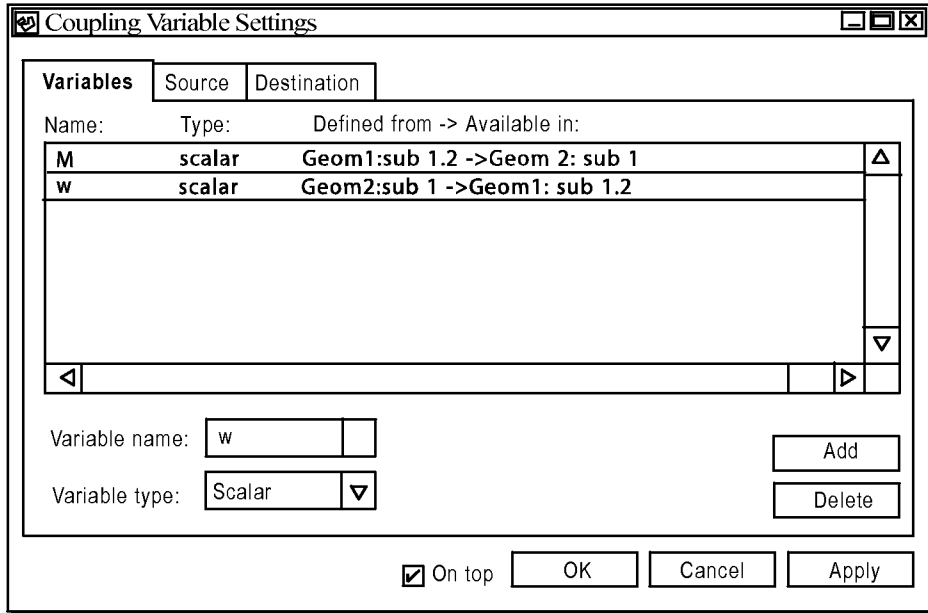 Coupling Variable Settings
Variables Source Destination
Name: Type: Defined from -> Available in:
M scalar Geom1:sub 1.2 ->Geom 2: sub 1
w scalar Geom2:sub 1 ->Geom1: sub 1.2
Variable name: w
Add
Variable type: Scalar
Delete
On top OK Cancel Apply